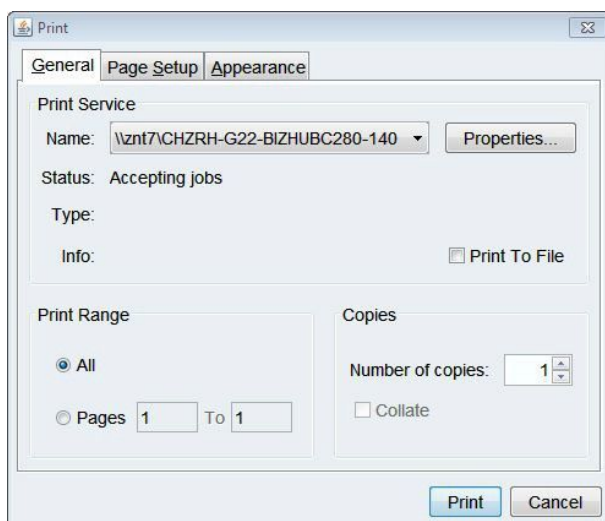 Print
General Page Setup Appearance
Print Service
Name: \\znt7\CHZRH-G22-BIZHUBC280-140 Properties...
Status: Accepting jobs
Type:
Info: Print To File
Print Range Copies
All Number of copies: 1
Pages 1 To 1 Collate
Print Cancel